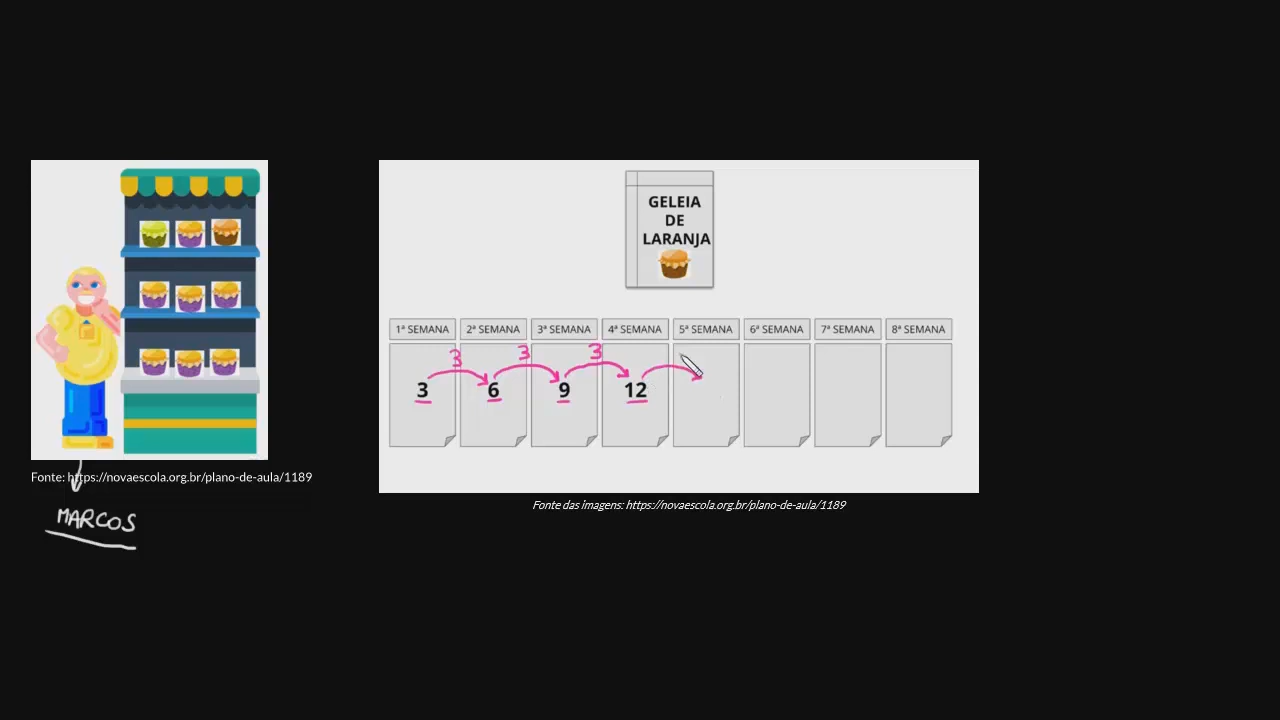 GELEIA
DE
LARANJA
1ª SEMANA 2ª SEMANA 3ª SEMANA 4ª SEMANA 5ª SEMANA 6ª SEMANA 7ª SEMANA 8ª SEMANA
3 3 3
3 6 9 12
Fonte: https://novaescola.org.br/plano-de-aula/1189
Fonte das imagens: https://novaescola.org.br/plano-de-aula/1189
MARCOS